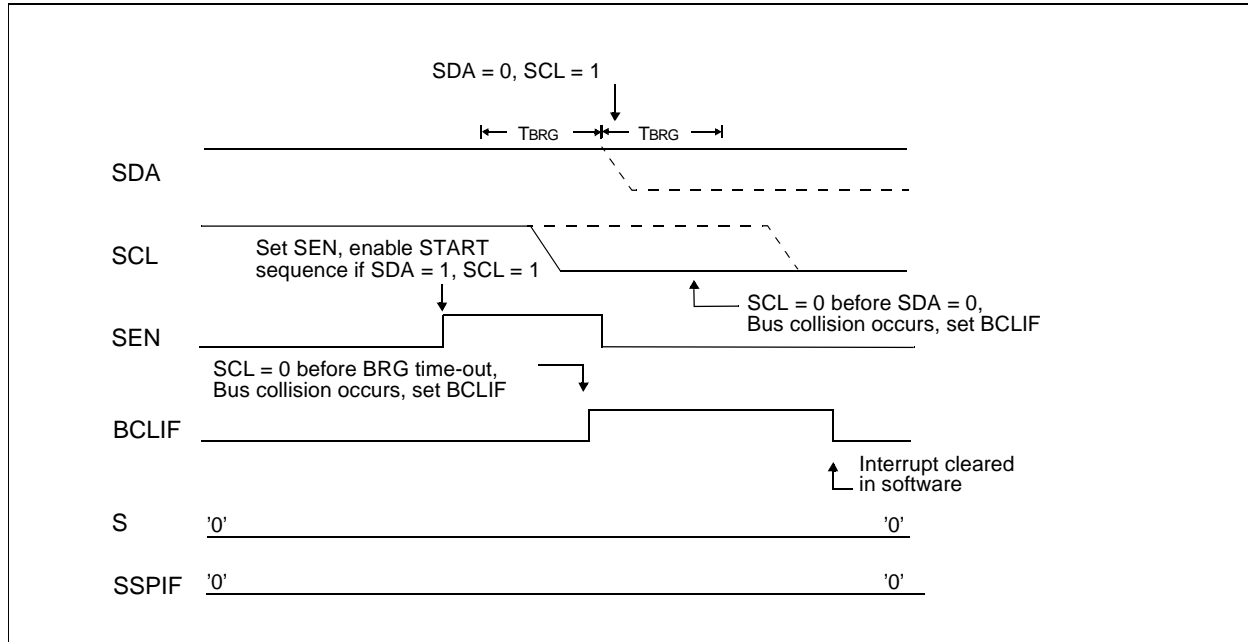 SDA = 0, SCL = 1
TBRG TBRG
SDA
SCL
Set SEN, enable START
sequence if SDA = 1, SCL = 1
SCL = 0 before SDA = 0,
Bus collision occurs, set BCLIF
SEN
SCL = 0 before BRG time-out,
Bus collision occurs, set BCLIF
BCLIF
Interrupt cleared
in software
S '0' '0'
SSPIF '0' '0'